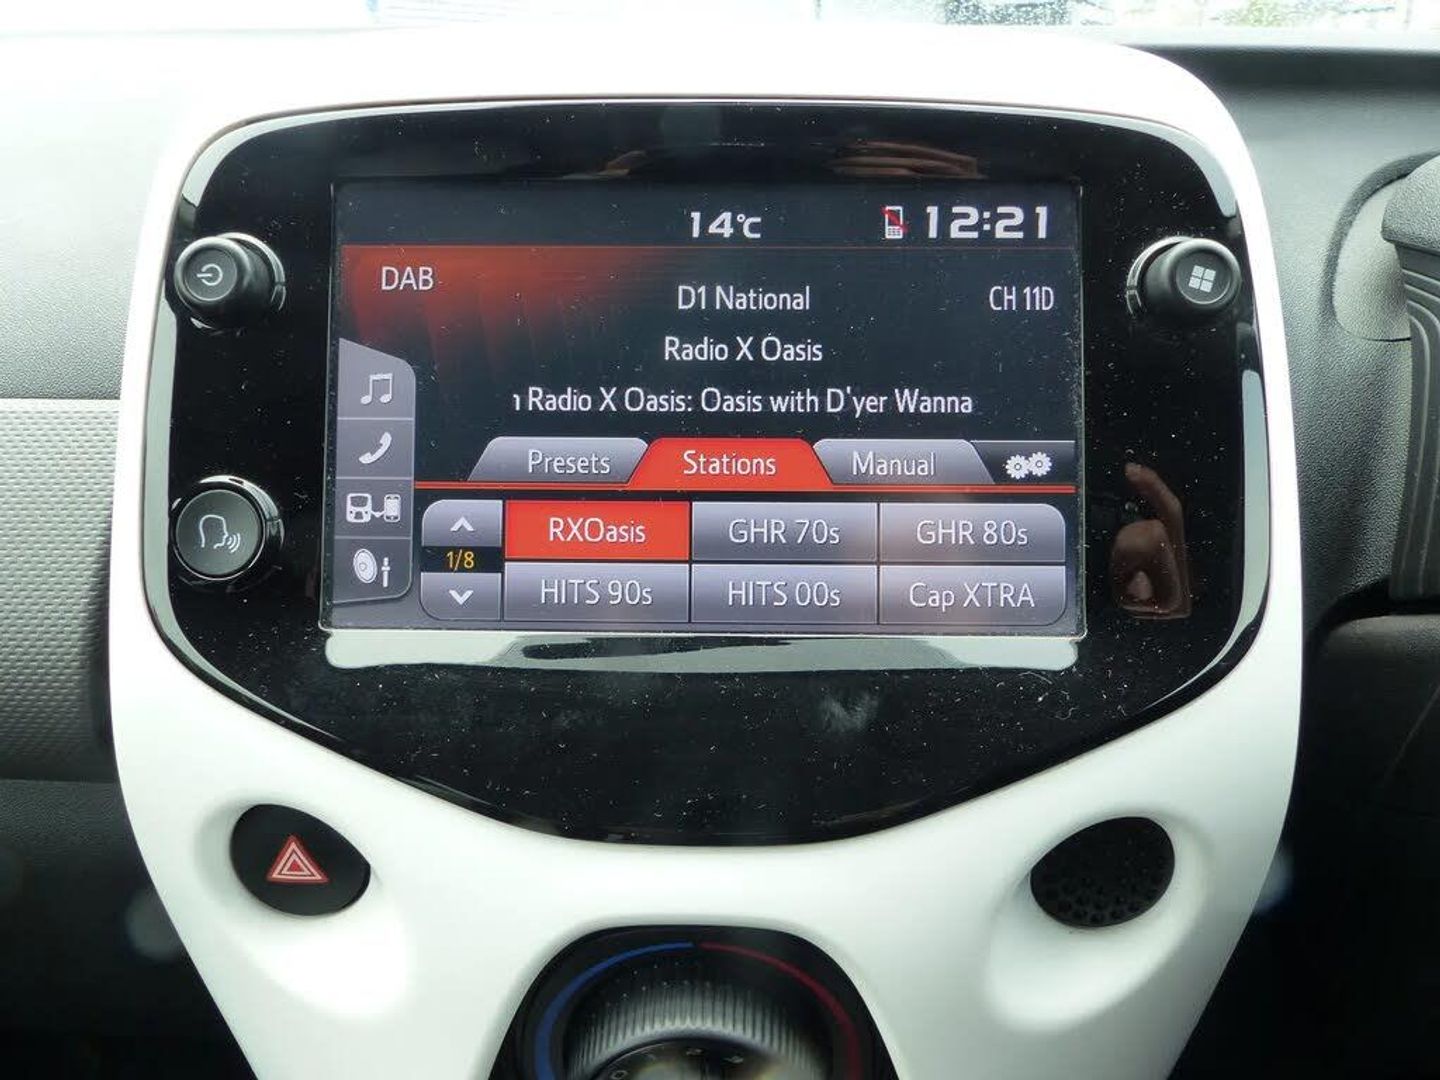 14°C 12:21
DAB
D1 National CH 11D
Radio X Oasis
Radio X Oasis: Oasis with D'yer Wanna
Presets Stations Manual
RXOasis GHR 70s GHR 80s
1/8
HITS 90s HITS 00s Cap XTRA